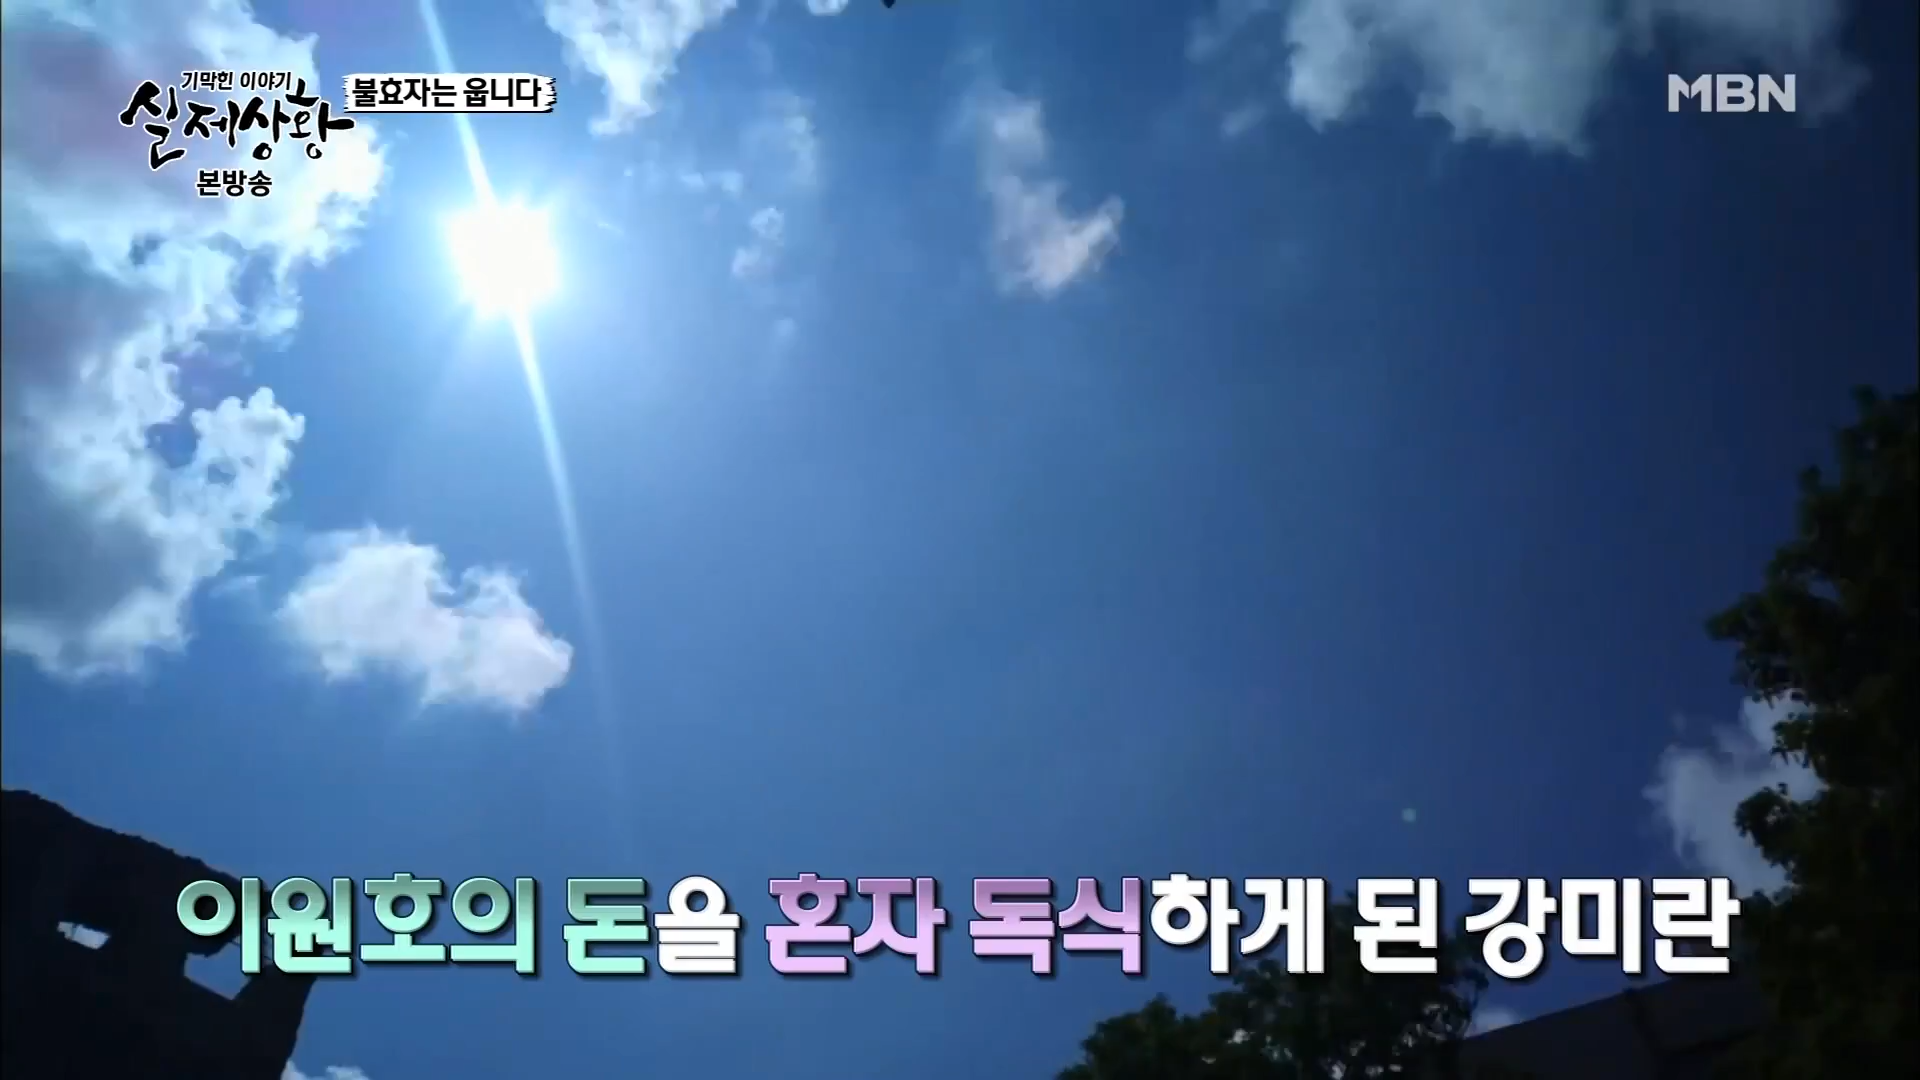 기막힌 이야기
실제상황
본방송
불효자는 웁니다
MBN
이원호의 돈을 혼자 독식하게 된 강미란